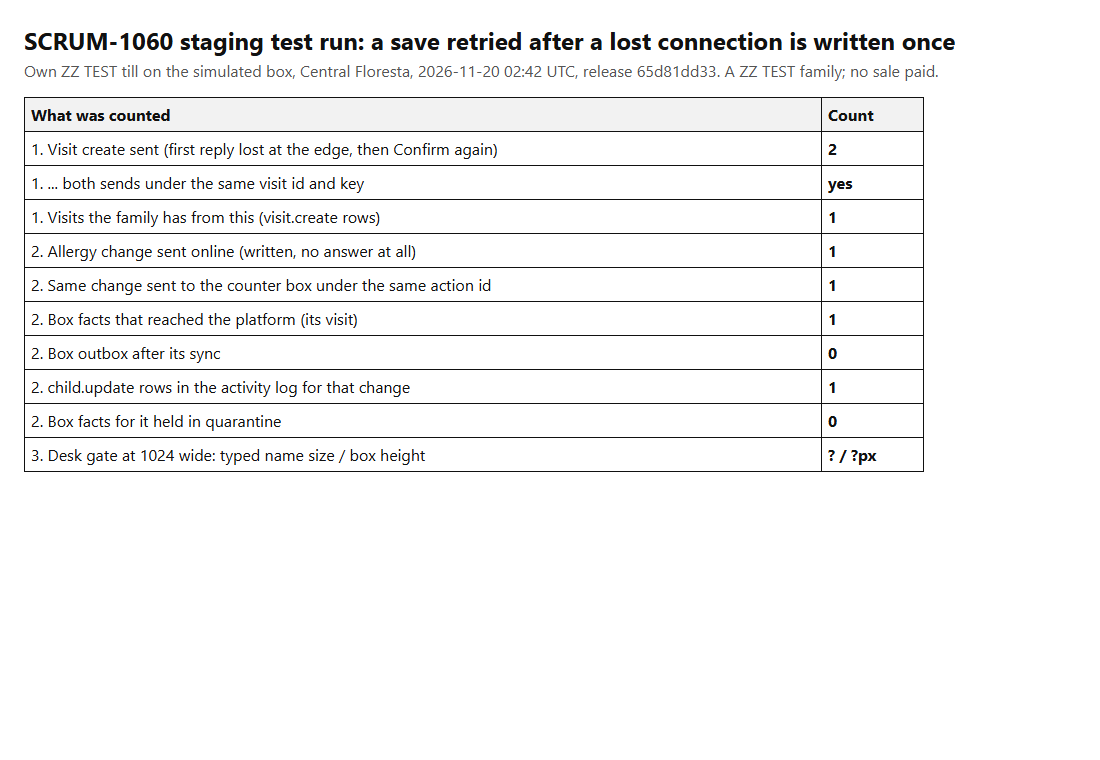 SCRUM-1060 staging test run: a save retried after a lost connection is written once
Own ZZ TEST till on the simulated box, Central Floresta, 2026-11-20 02:42 UTC, release 65d81dd33. A ZZ TEST family; no sale paid.
What was counted Count
1. Visit create sent (first reply lost at the edge, then Confirm again) 2
1. ... both sends under the same visit id and key yes
1. Visits the family has from this (visit.create rows) 1
2. Allergy change sent online (written, no answer at all) 1
2. Same change sent to the counter box under the same action id 1
2. Box facts that reached the platform (its visit) 1
2. Box outbox after its sync 0
2. child.update rows in the activity log for that change 1
2. Box facts for it held in quarantine 0
3. Desk gate at 1024 wide: typed name size / box height ? / ?px